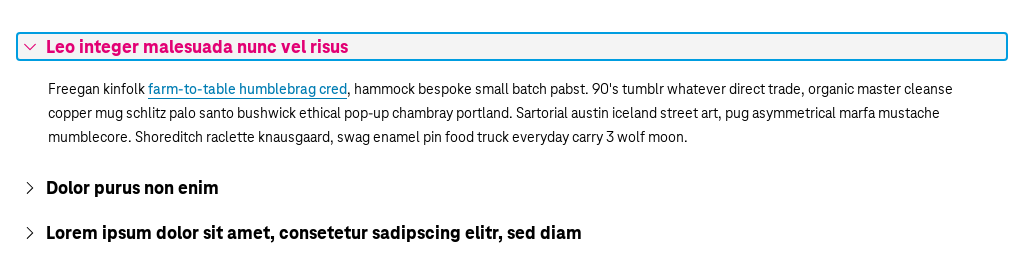 Leo integer malesuada nunc vel risus
Freegan kinfolk farm-to-table humblebrag cred, hammock bespoke small batch pabst. 90's tumblr whatever direct trade, organic master cleanse
copper mug schlitz palo santo bushwick ethical pop-up chambray portland. Sartorial austin iceland street art, pug asymmetrical marfa mustache
mumblecore. Shoreditch raclette knausgaard, swag enamel pin food truck everyday carry 3 wolf moon.
Dolor purus non enim
Lorem ipsum dolor sit amet, consetetur sadipscing elitr, sed diam